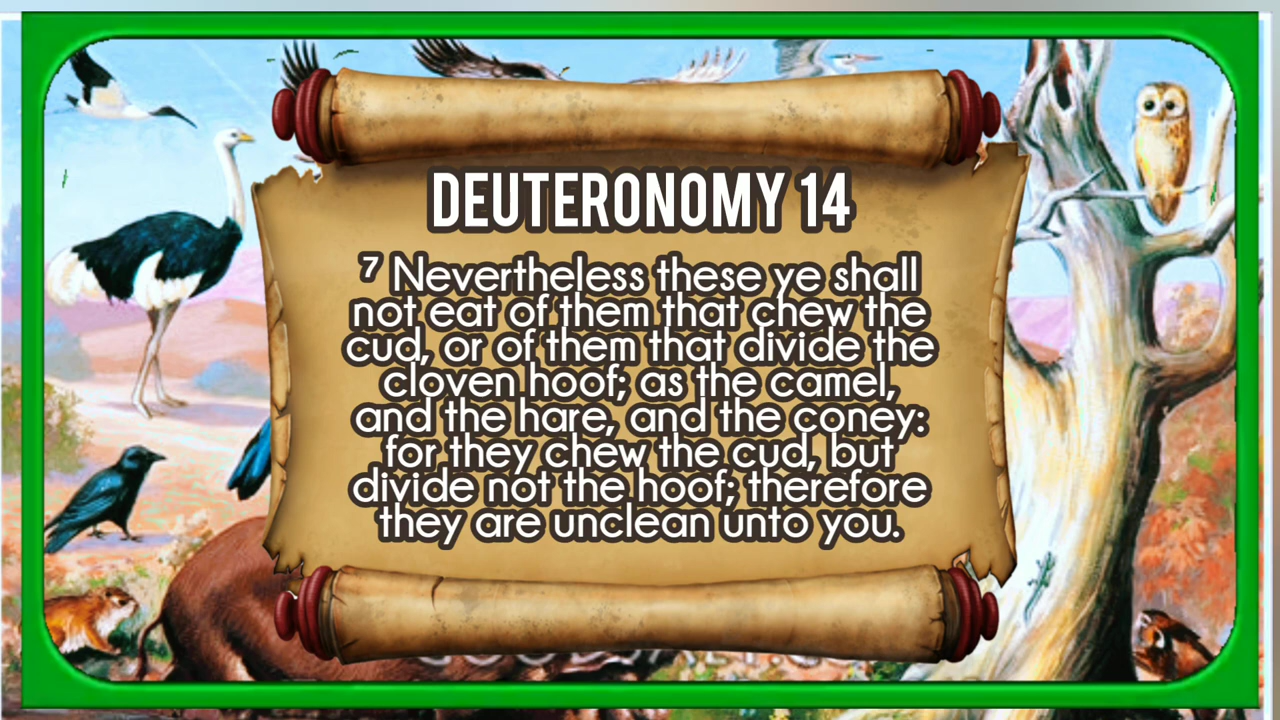 DEUTERONOMY 14
⁷ Nevertheless these ye shall
not eat of them that chew the
cud, or of them that divide the
cloven hoof; as the camel,
and the hare, and the coney:
for they chew the cud, but
divide not the hoof; therefore
they are unclean unto you.